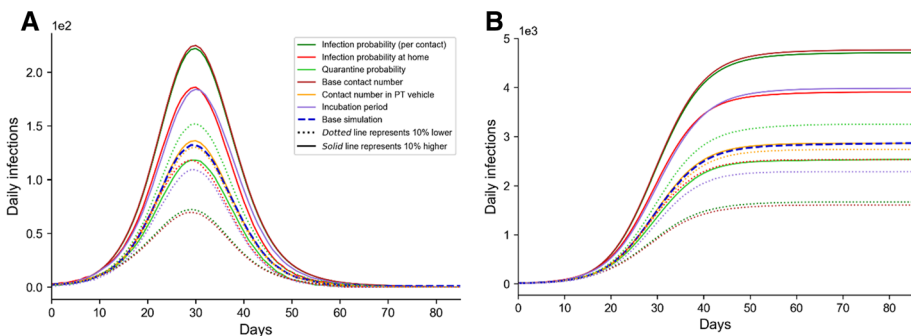 A
1e2
Daily infections
2.0
1.5
1.0
0.5
0.0
0 10 20 30 40 50 60 70 80
Days
Infection probability (per contact)
Infection probability at home
Quarantine probability
Base contact number
Contact number in PT vehicle
Incubation period
Base simulation
Dotted line represents 10% lower
Solid line represents 10% higher
B
1e3
Daily infections
5
4
3
2
1
0
0 10 20 30 40 50 60 70 80
Days